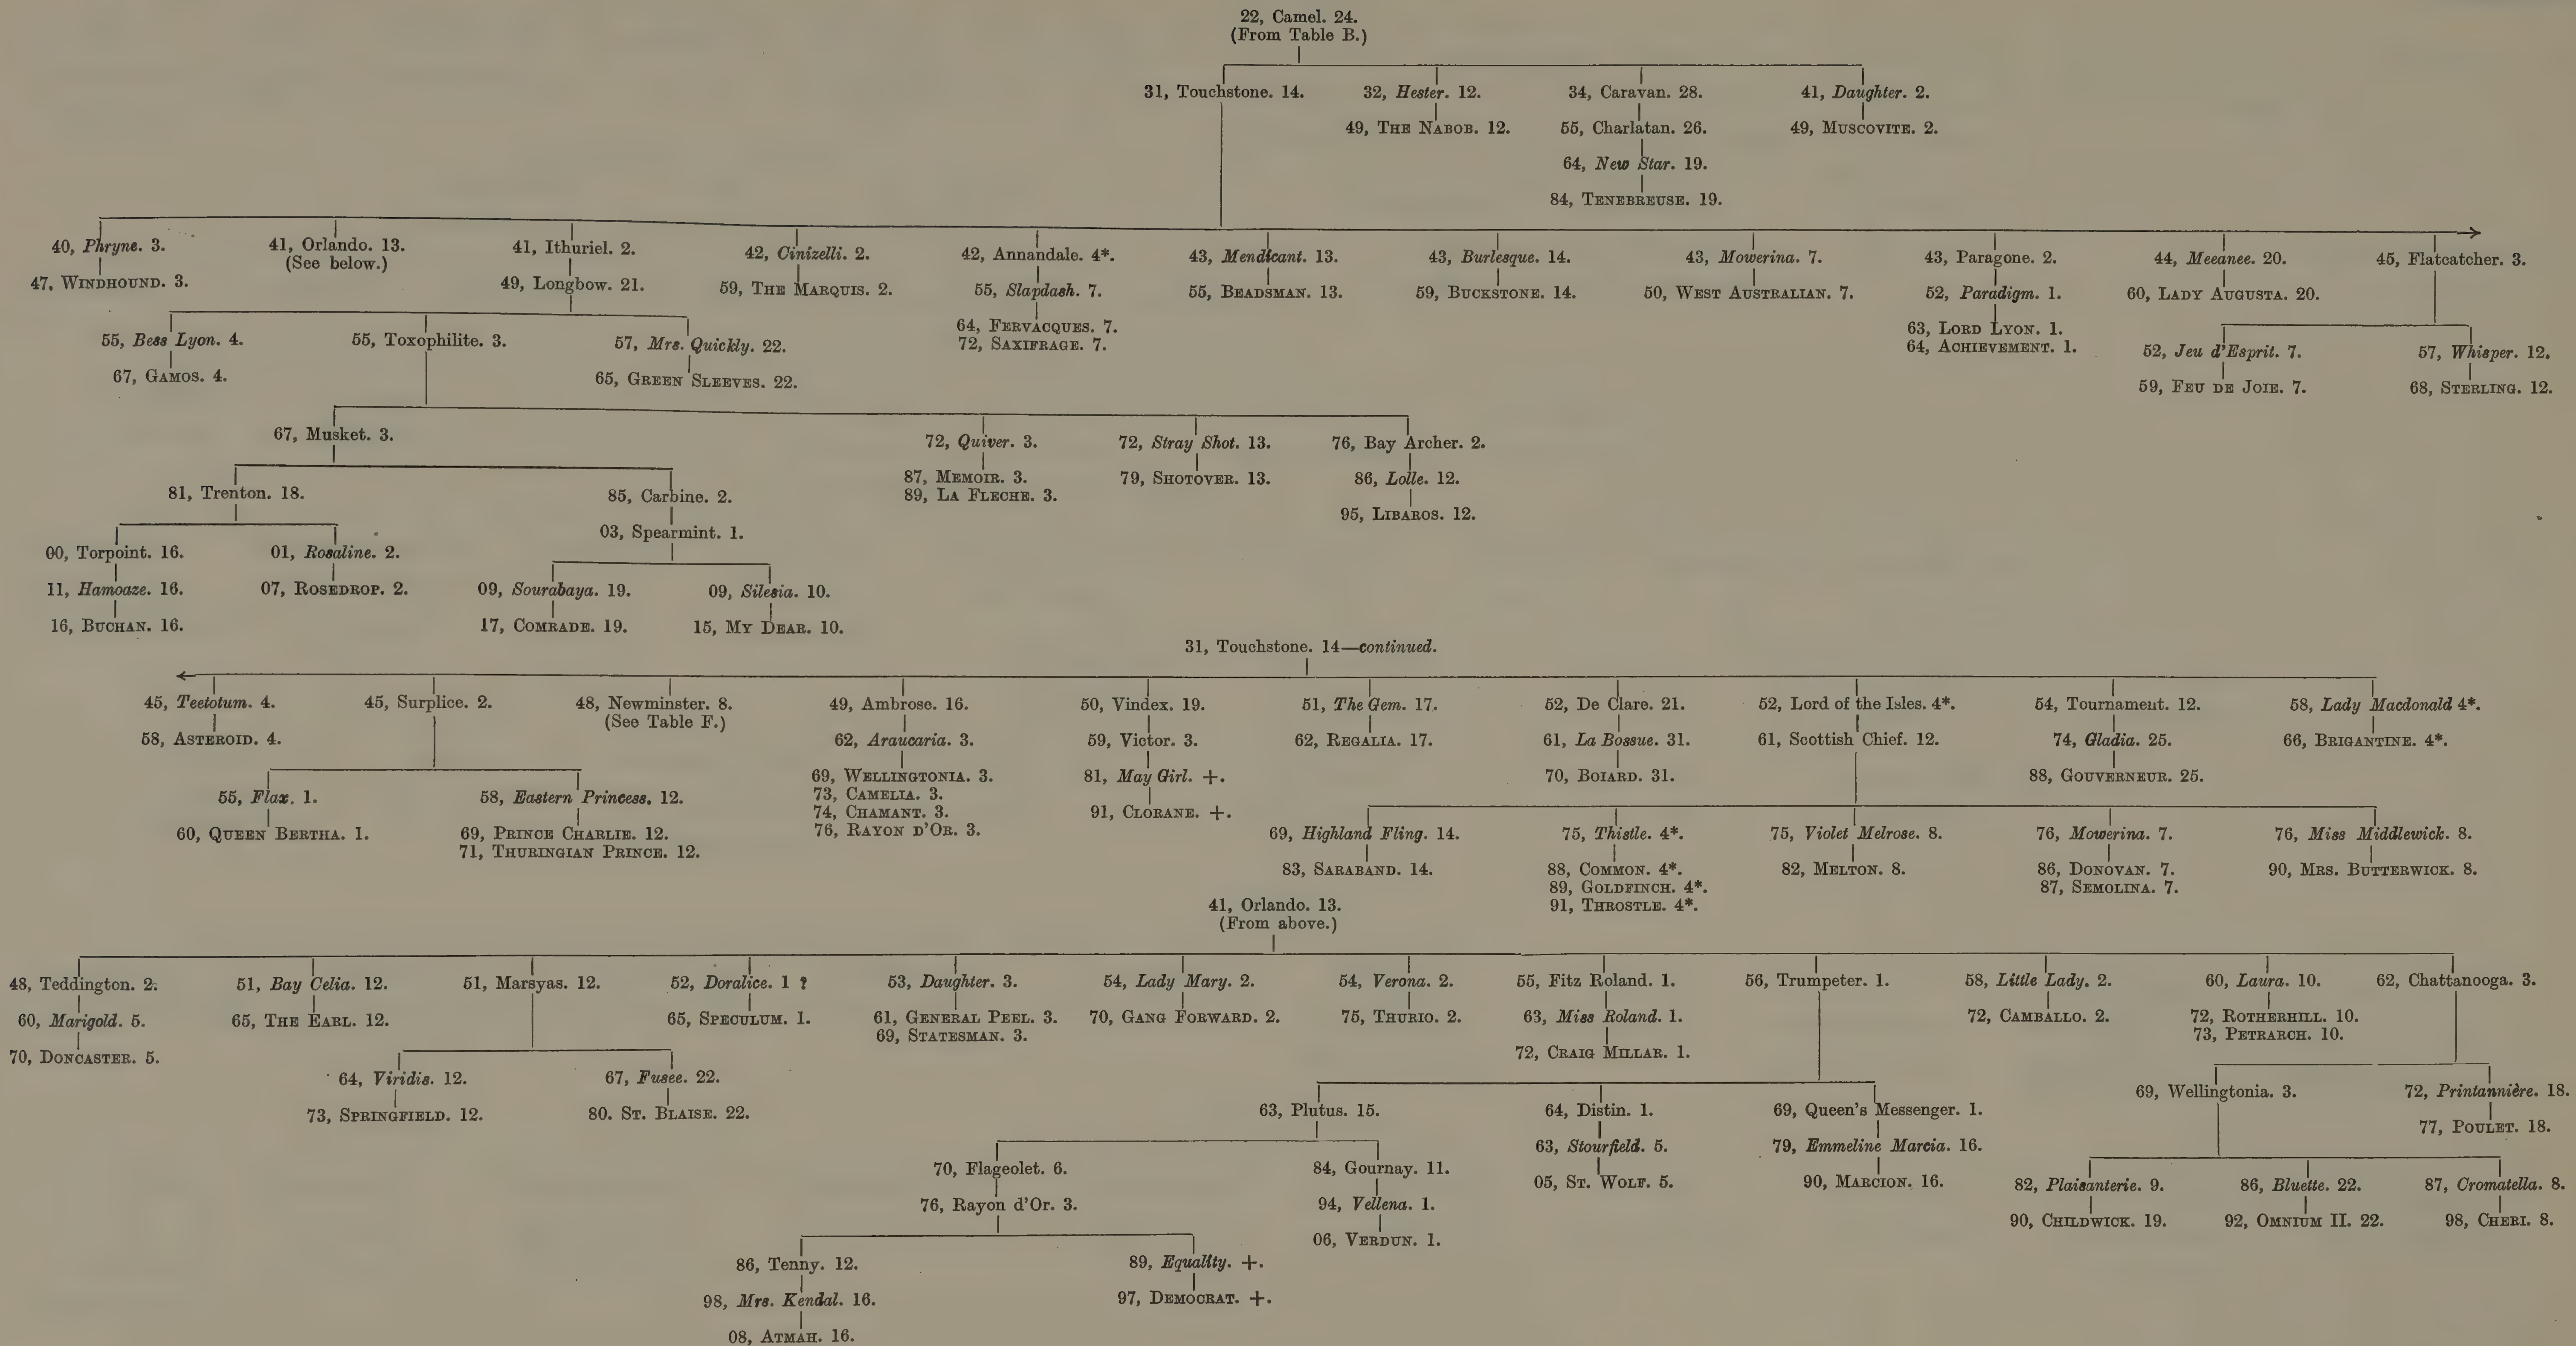 22, Camel. 24.
(From Table B.)
31, Touchstone. 14.
32, Hester. 12.
34, Caravan. 28.
41, Daughter. 2.
49, THE NABOB. 12.
55, Charlatan. 26.
49, MUSCOVITE. 2.
64, New Star. 19.
84, TENEBREUSE. 19.
40, Phryne. 3.
41, Orlando. 13.
(See below.)
41, Ithuriel. 2.
42, Cinizelli. 2.
42, Annandale. 4*.
43, Mendicant. 13.
43, Burlesque. 14.
43, Mowerina. 7.
43, Paragone. 2.
44, Meeanee. 20.
45, Flatcatcher. 3.
47, WINDHOUND. 3.
49, Longbow. 21.
59, THE MARQUIS. 2.
55, Slapdash. 7.
55, BEADSMAN. 13.
59, BUCKSTONE. 14.
50, WEST AUSTRALIAN. 7.
52, Paradigm. 1.
60, LADY AUGUSTA. 20.
55, Bess Lyon. 4.
55, Toxophilite. 3.
57, Mrs. Quickly. 22.
64, FERVACQUES. 7.
72, SAXIFRAGE. 7.
63, LORD LYON. 1.
64, ACHIEVEMENT. 1.
52, Jeu d'Esprit. 7.
57, Whisper. 12.
67, GAMOS. 4.
65, GREEN SLEEVES. 22.
59, FEU DE JOIE. 7.
68, STERLING. 12.
67, Musket. 3.
72, Quiver. 3.
72, Stray Shot. 13.
76, Bay Archer. 2.
87, MEMOIR. 3.
89, LA FLECHE. 3.
79, SHOTOVER. 13.
86, Lolle. 12.
95, LIBAROS. 12.
81, Trenton. 18.
85, Carbine. 2.
03, Spearmint. 1.
00, Torpoint. 16.
01, Rosaline. 2.
11, Hamoaze. 16.
07, ROSEDROP. 2.
09, Sourabaya. 19.
09, Silesia. 10.
16, BUCHAN. 16.
17, COMRADE. 19.
15, MY DEAR. 10.
31, Touchstone. 14—continued.
45, Teetotum. 4.
45, Surplice. 2.
48, Newminster. 8.
(See Table F.)
49, Ambrose. 16.
50, Vindex. 19.
51, The Gem. 17.
52, De Clare. 21.
52, Lord of the Isles. 4*.
54, Tournament. 12.
58, Lady Macdonald 4*.
58, ASTEROID. 4.
62, Araucaria. 3.
59, Victor. 3.
62, REGALIA. 17.
61, La Bossue. 31.
61, Scottish Chief. 12.
74, Gladia. 25.
66, BRIGANTINE. 4*.
69, WELLINGTONIA. 3.
73, CAMELIA. 3.
74, CHAMANT. 3.
76, RAYON D'OR. 3.
81, May Girl. +.
70, BOIARD. 31.
88, GOUVERNEUR. 25.
91, CLORANE. +.
55, Flax. 1.
58, Eastern Princess. 12.
60, QUEEN BERTHA. 1.
69, PRINCE CHARLIE. 12.
71, THURINGIAN PRINCE. 12.
69, Highland Fling. 14.
75, Thistle. 4*.
75, Violet Melrose. 8.
76, Mowerina. 7.
76, Miss Middlewick. 8.
83, SARABAND. 14.
88, COMMON. 4*.
89, GOLDFINCH. 4*.
91, THROSTLE. 4*.
82, MELTON. 8.
86, DONOVAN. 7.
87, SEMOLINA. 7.
90, MRS. BUTTERWICK. 8.
41, Orlando. 13.
(From above.)
48, Teddington. 2.
51, Bay Celia. 12.
51, Marsyas. 12.
52, Doralice. 1 ?
53, Daughter. 3.
54, Lady Mary. 2.
54, Verona. 2.
55, Fitz Roland. 1.
56, Trumpeter. 1.
58, Little Lady. 2.
60, Laura. 10.
62, Chattanooga. 3.
60, Marigold. 5.
65, THE EARL. 12.
65, SPECULUM. 1.
61, GENERAL PEEL. 3.
69, STATESMAN. 3.
70, GANG FORWARD. 2.
75, THURIO. 2.
63, Miss Roland. 1.
72, CAMBALLO. 2.
72, ROTHERHILL. 10.
73, PETRARCH. 10.
70, DONCASTER. 5.
72, CRAIG MILLAR. 1.
64, Viridis. 12.
67, Fusee. 22.
73, SPRINGFIELD. 12.
80. ST. BLAISE. 22.
63, Plutus. 15.
64, Distin. 1.
69, Queen's Messenger. 1.
69, Wellingtonia. 3.
72, Printannière. 18.
63, Stourfield. 5.
79, Emmeline Marcia. 16.
77, POULET. 18.
70, Flageolet. 6.
84, Gournay. 11.
05, ST. WOLF. 5.
90, MARCION. 16.
76, Rayon d'Or. 3.
94, Vellena. 1.
82, Plaisanterie. 9.
86, Bluette. 22.
87, Cromatella. 8.
06, VERDUN. 1.
90, CHILDWICK. 19.
92, OMNIUM II. 22.
98, CHERI. 8.
86, Tenny. 12.
89, Equality. +.
98, Mrs. Kendal. 16.
97, DEMOCRAT. +.
08, ATMAH. 16.